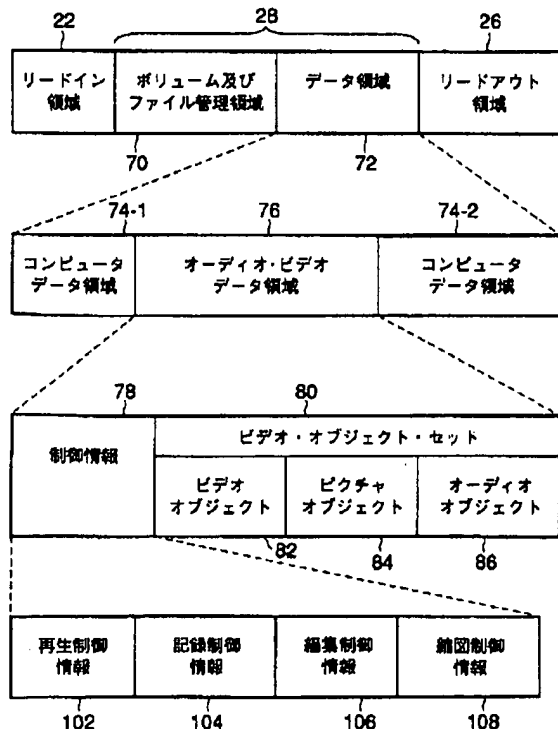 22
28
26
リードイン
領域
ボリューム及び
ファイル管理領域
データ領域
リードアウト
領域
70
72
74-1
76
74-2
コンピュータ
データ領域
オーディオ・ビデオ
データ領域
コンピュータ
データ領域
78
80
制御情報
ビデオ・オブジェクト・セット
ビデオ
オブジェクト
ピクチャ
オブジェクト
オーディオ
オブジェクト
82
84
86
再生制御
情報
記録制御
情報
編集制御
情報
縮図制御
情報
102
104
106
108